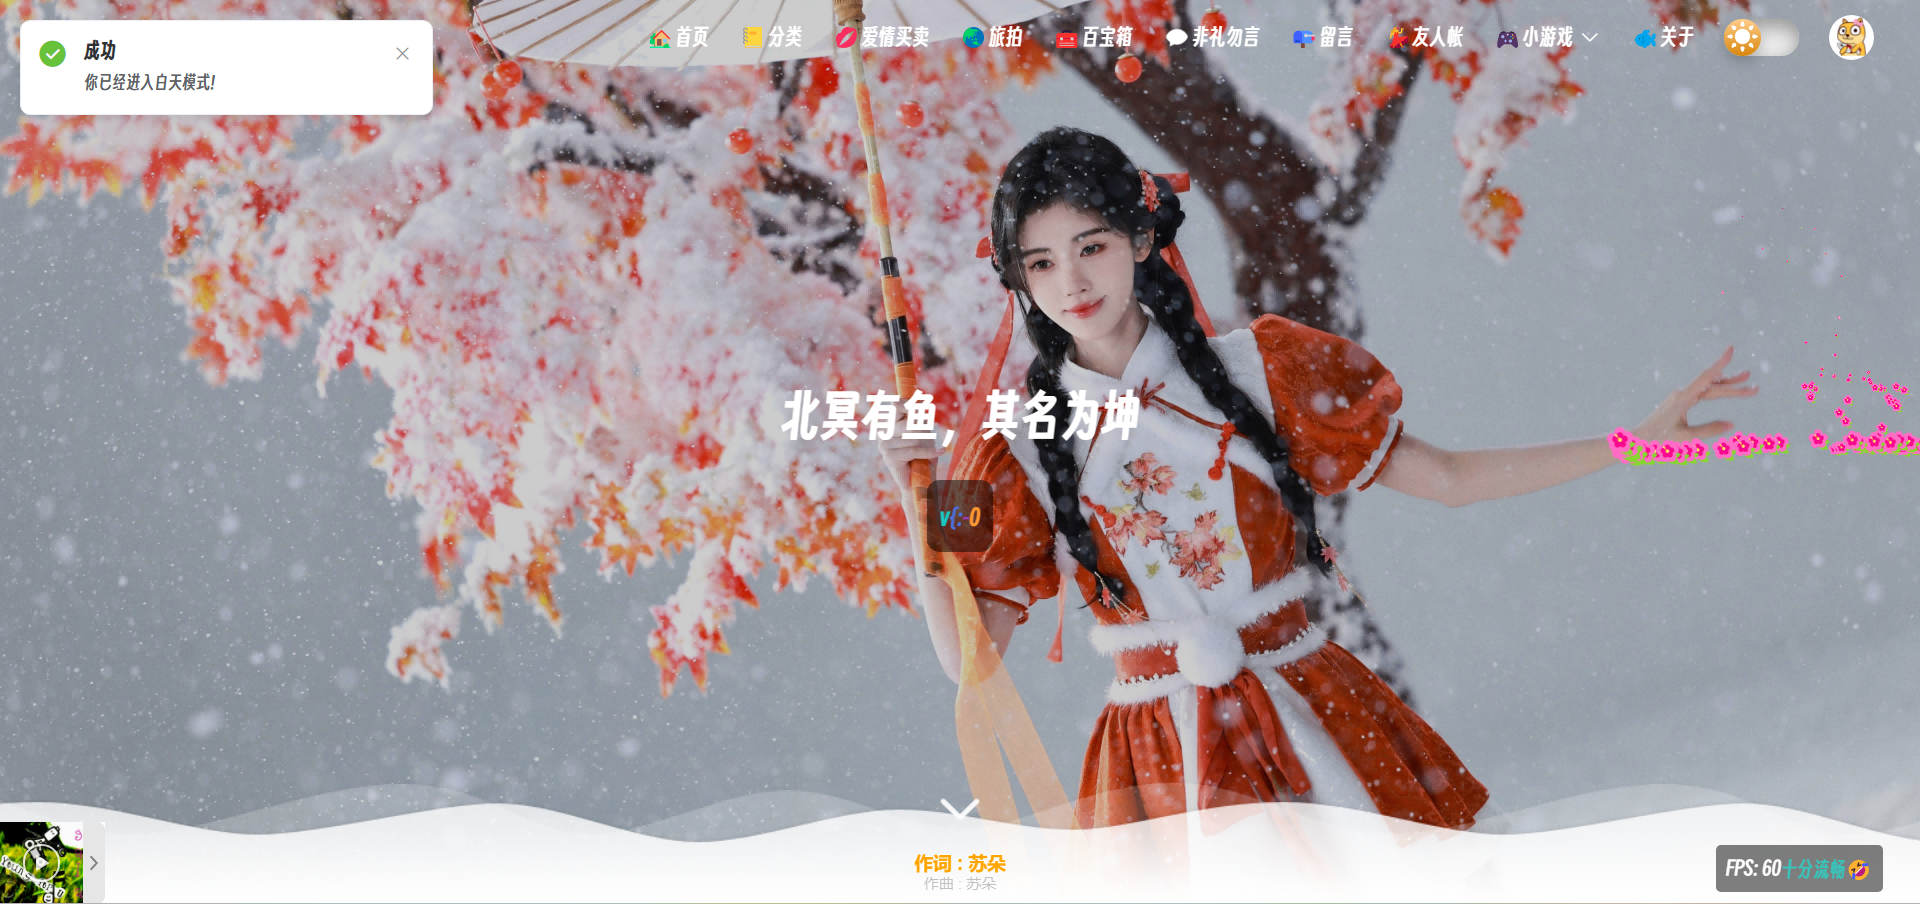 成功
你已经进入白天模式!
首页 分类 爱情买卖 旅拍 百宝箱 非礼勿言 留言 友人帐 小游戏 关于
北冥有鱼，其名为坤
v{:-0
作词 : 苏朵
作曲 : 苏朵
FPS: 60十分流畅